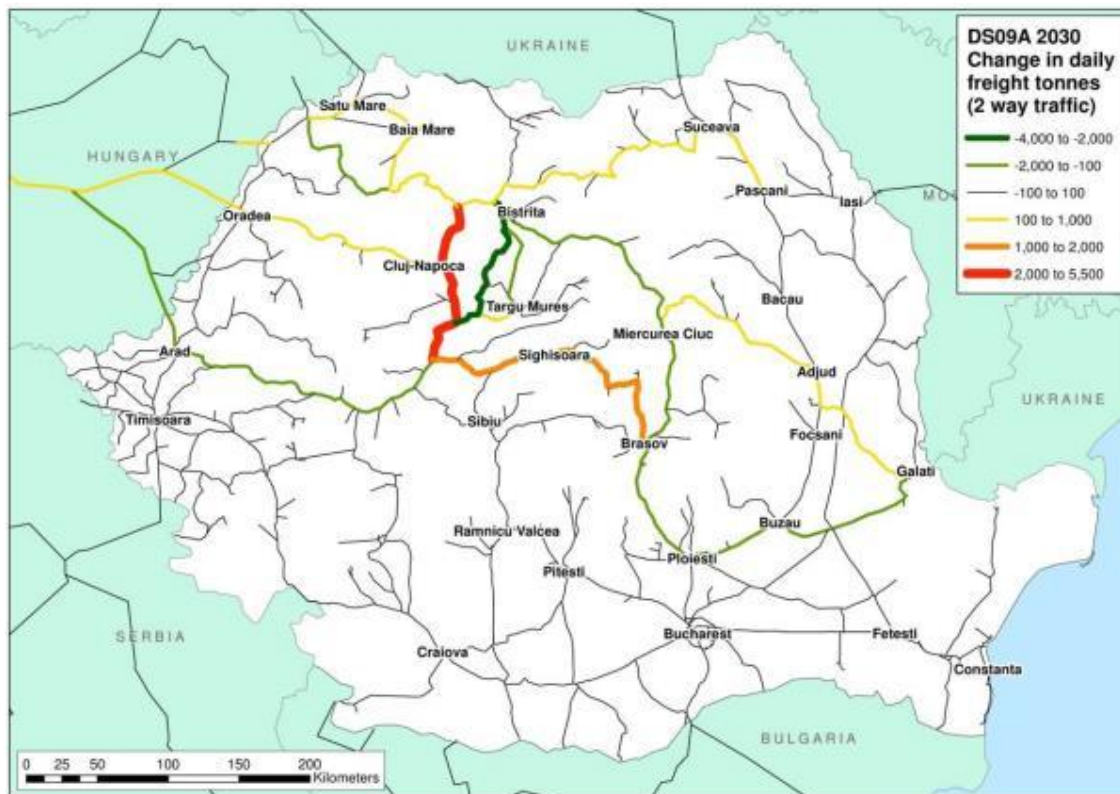 UKRAINE
DS09A 2030
Change in daily
freight tonnes
(2 way traffic)
-4,000 to -2,000
-2,000 to -100
-100 to 100
100 to 1,000
1,000 to 2,000
2,000 to 5,500
Satu Mare
Baia Mare
Suceava
HUNGARY
Pascani
Iasi
MO
Oradea
Bistrita
Cluj-Napoca
Bacau
Targu Mures
Miercurea Ciuc
Arad
Sighisoara
Adjud
UKRAINE
Timisoara
Sibiu
Focsani
Brasov
Galati
Buzau
Ramnicu Valcea
Ploiesti
Pitesti
SERBIA
Bucharest
Fetesti
Craiova
Constanta
BULGARIA
0 25 50 100 150 200
Kilometers